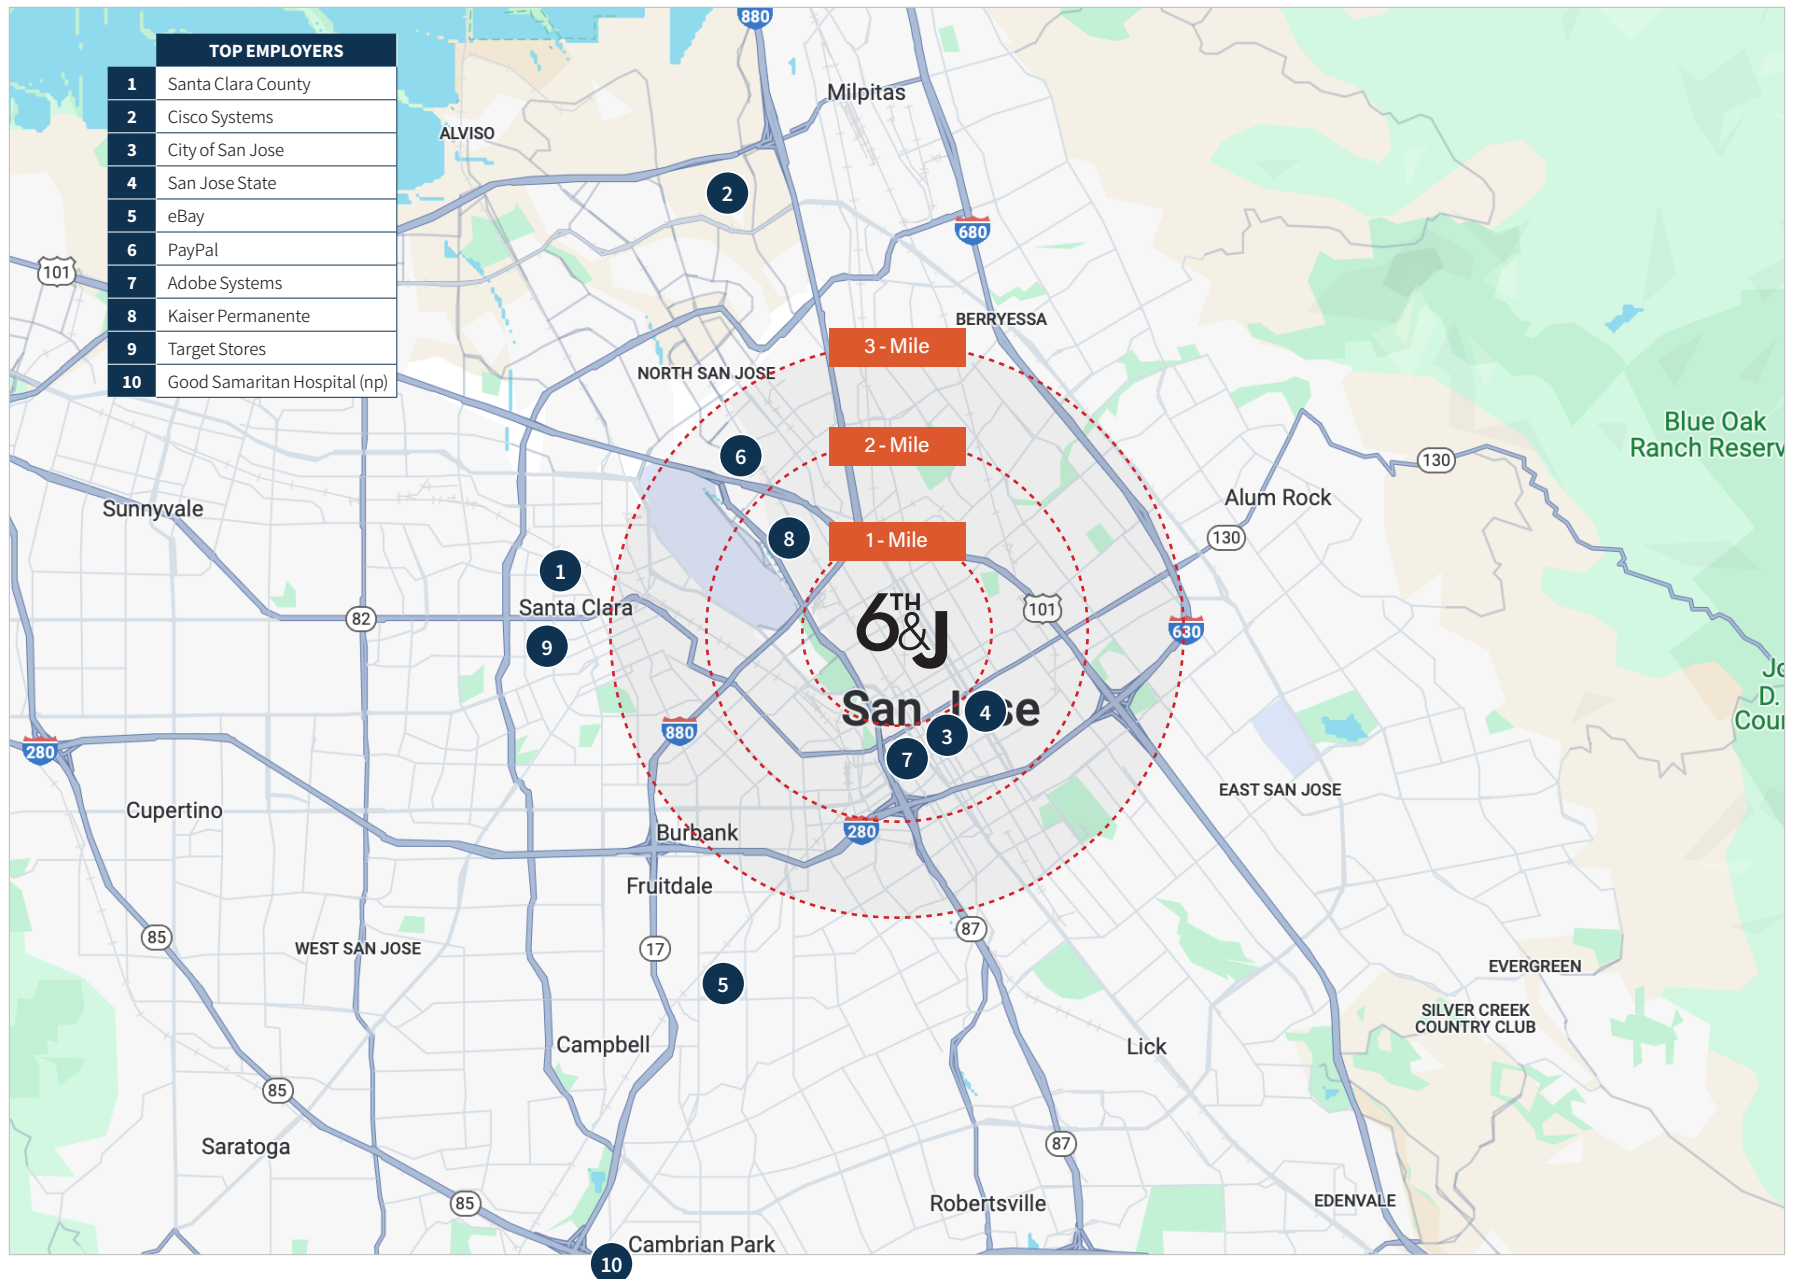 TOP EMPLOYERS
1 Santa Clara County
2 Cisco Systems
3 City of San Jose
4 San Jose State
5 eBay
6 PayPal
7 Adobe Systems
8 Kaiser Permanente
9 Target Stores
10 Good Samaritan Hospital (np)
880
Milpitas
ALVISO
2
680
101
BERRYESSA
3 - Mile
NORTH SAN JOSE
Blue Oak
Ranch Reserv
2 - Mile
6
130
Alum Rock
Sunnyvale
8
1 - Mile
130
1
Santa Clara
82
101
6TH
&J
630
9
San J se
4
880
3
7
280
EAST SAN JOSE
Cupertino
Burbank
280
Fruitdale
Jo
D.
Cour
85
WEST SAN JOSE
17
87
5
EVERGREEN
SILVER CREEK
COUNTRY CLUB
Campbell
Lick
85
Saratoga
87
85
Robertsville
EDENVALE
Cambrian Park
10